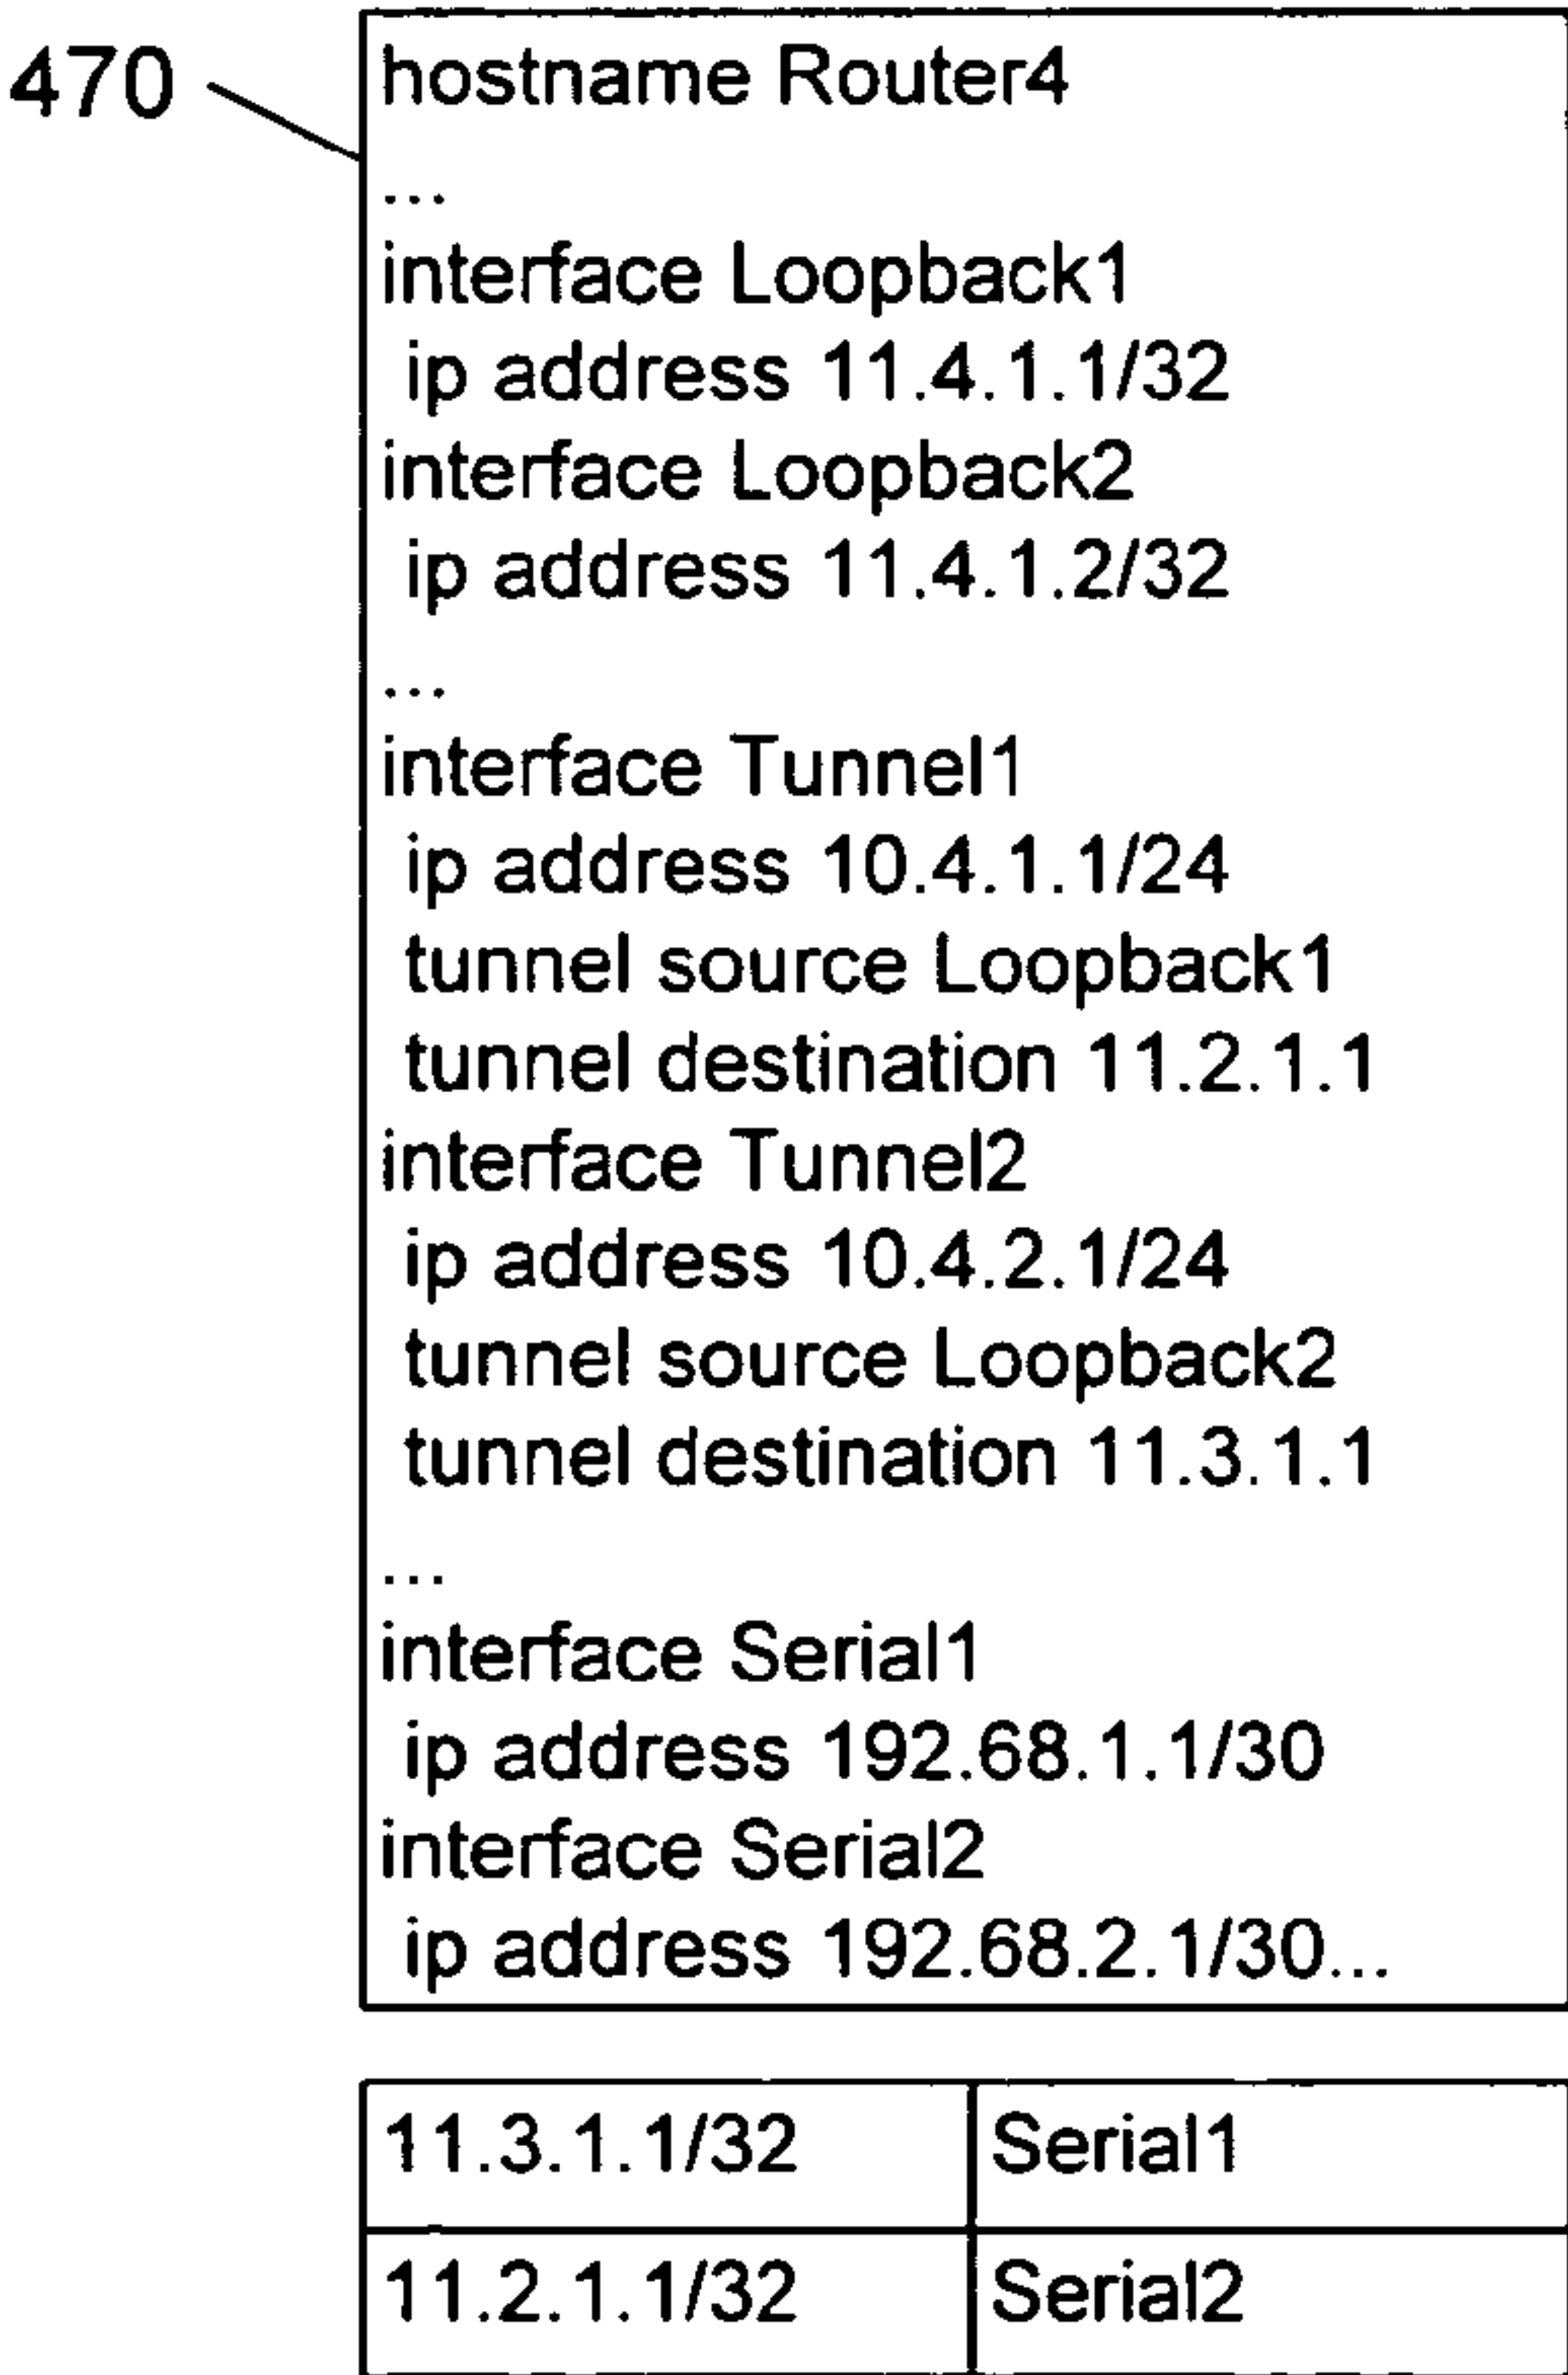 470
hostname Router4
...
interface Loopback1
ip address 11.4.1.1/32
interface Loopback2
ip address 11.4.1.2/32
...
interface Tunnel1
ip address 10.4.1.1/24
tunnel source Loopback1
tunnel destination 11.2.1.1
interface Tunnel2
ip address 10.4.2.1/24
tunnel source Loopback2
tunnel destination 11.3.1.1
...
interface Serial1
ip address 192.68.1.1/30
interface Serial2
ip address 192.68.2.1/30...
11.3.1.1/32 Serial1
11.2.1.1/32 Serial2